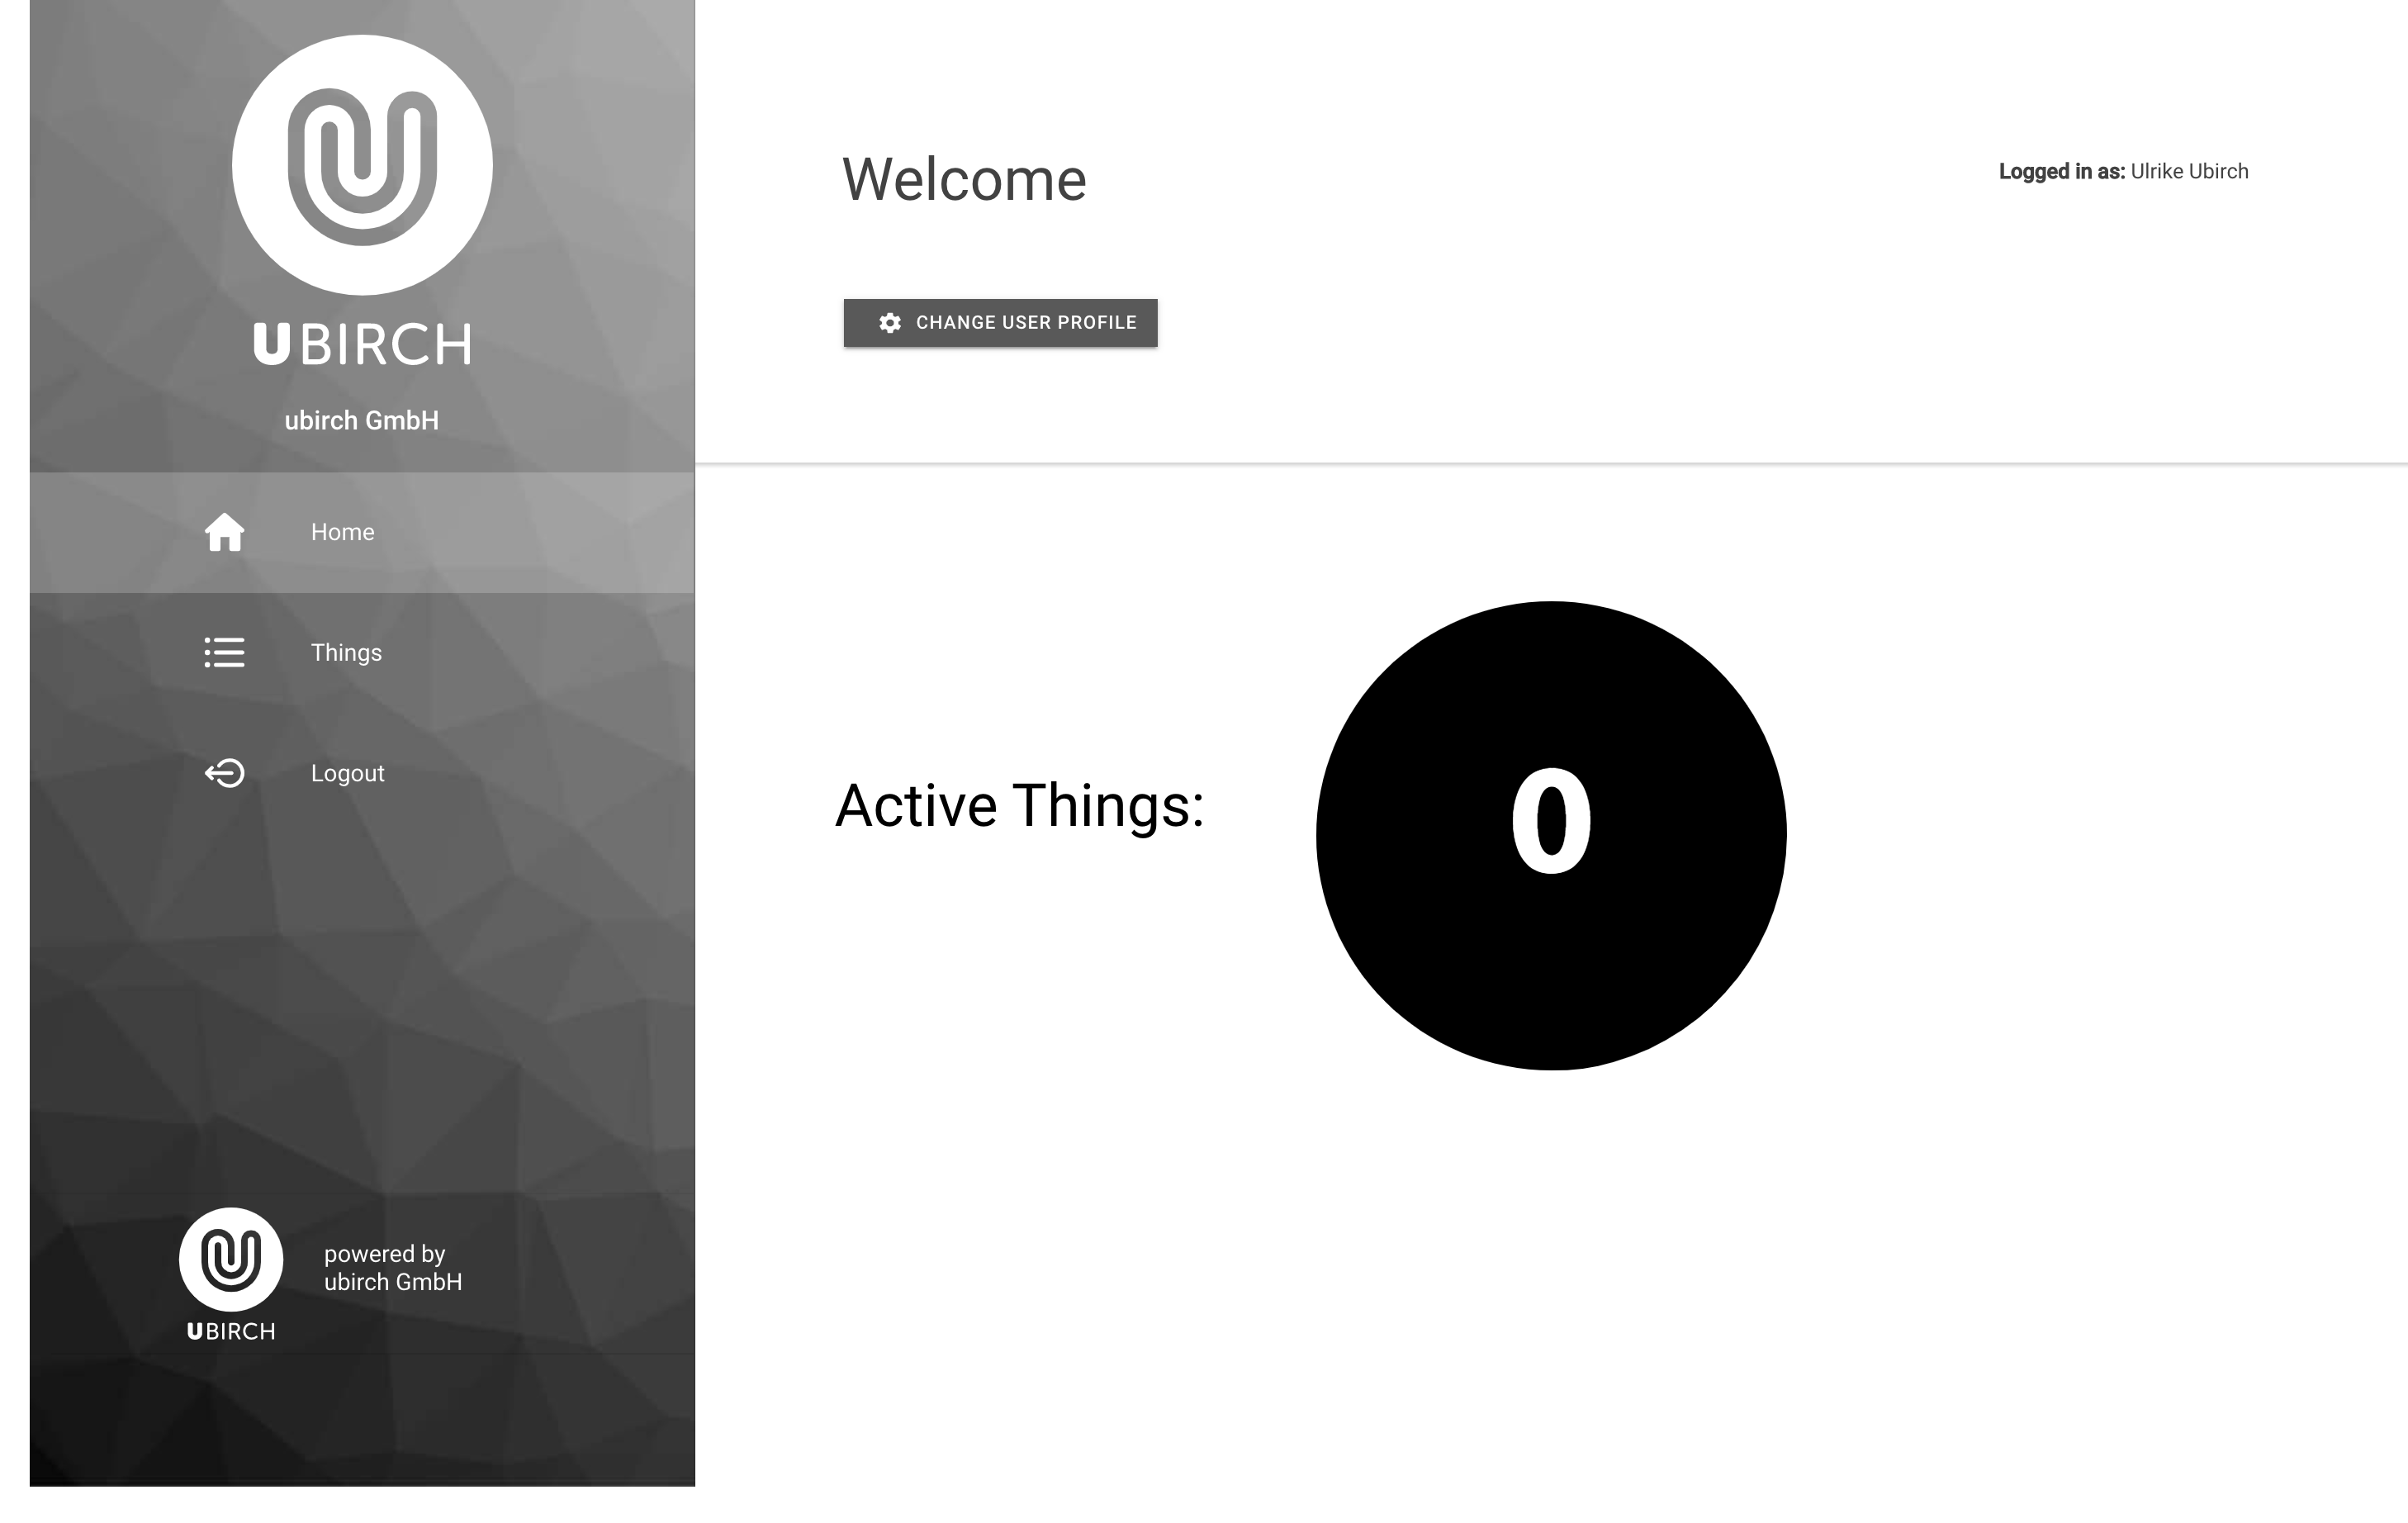 UBIRCH
ubirch GmbH
Home
Things
Logout
powered by
ubirch GmbH
UBIRCH
Welcome
Logged in as: Ulrike Ubirch
CHANGE USER PROFILE
Active Things:
0